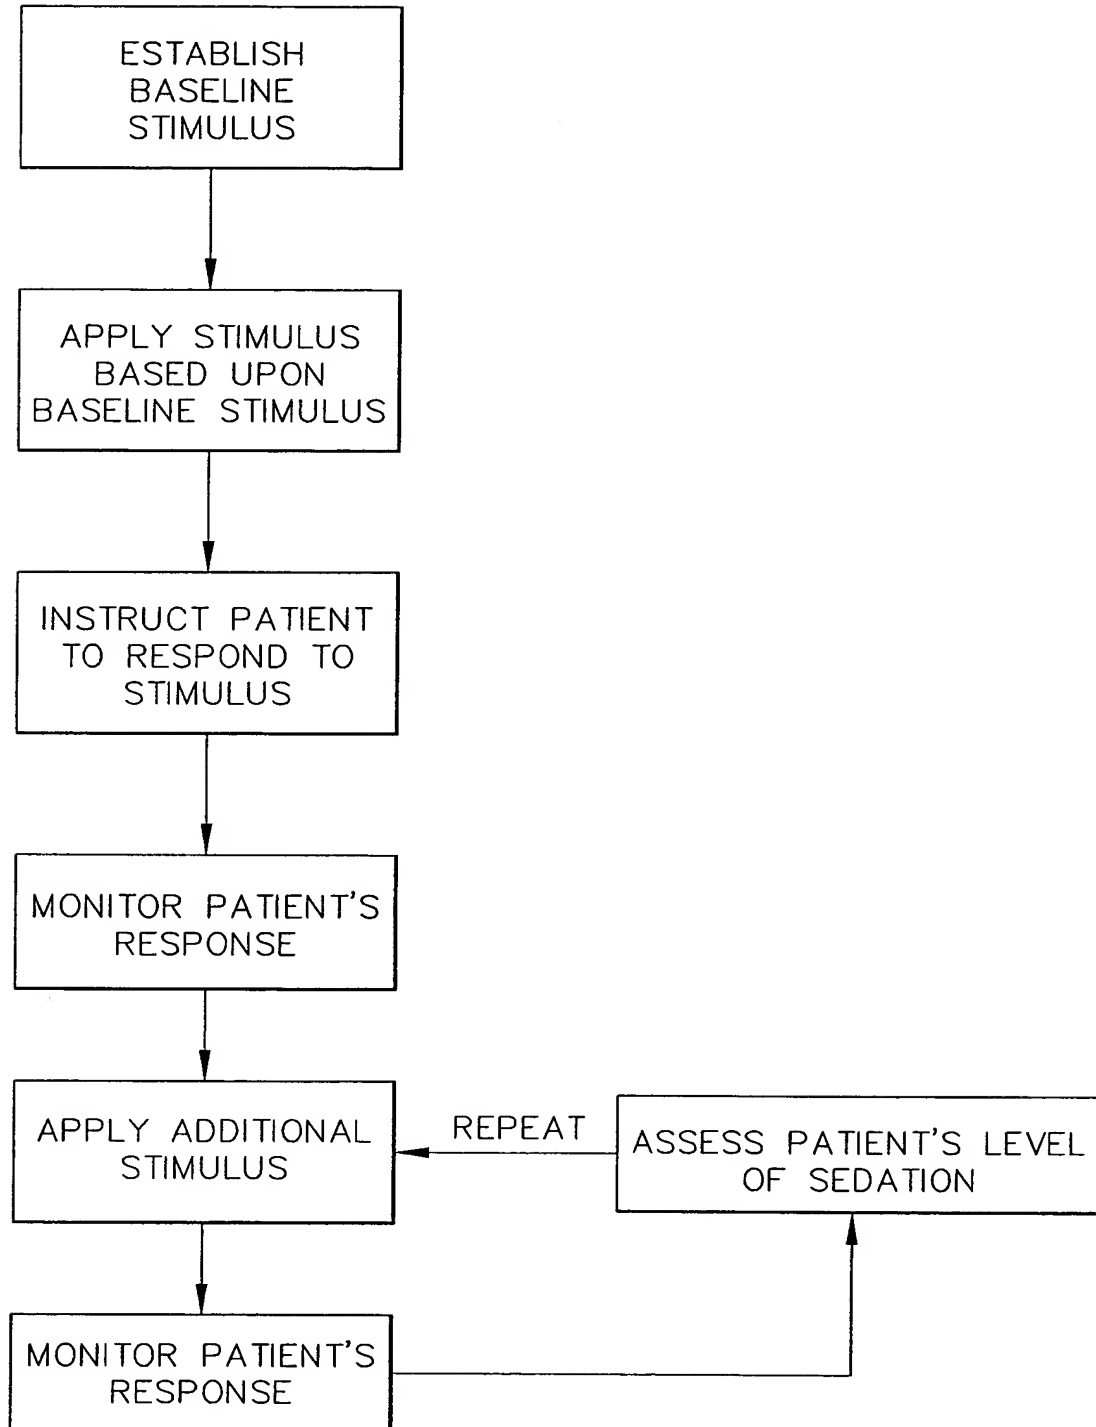 ESTABLISH
BASELINE
STIMULUS
APPLY STIMULUS
BASED UPON
BASELINE STIMULUS
INSTRUCT PATIENT
TO RESPOND TO
STIMULUS
MONITOR PATIENT'S
RESPONSE
APPLY ADDITIONAL
STIMULUS
REPEAT
ASSESS PATIENT'S LEVEL
OF SEDATION
MONITOR PATIENT'S
RESPONSE